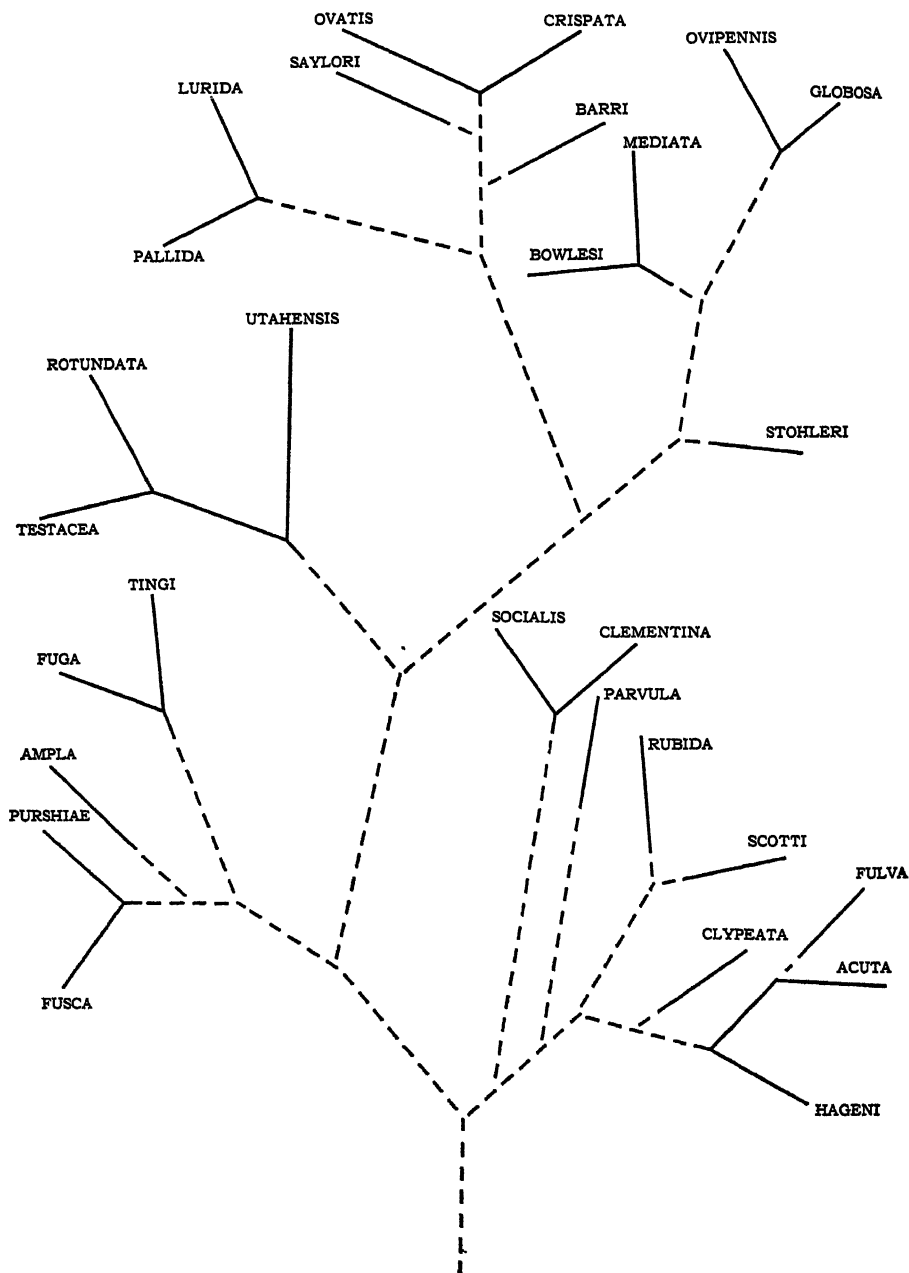 OVATIS
CRISPATA
OVIPENNIS
SAYLORI
LURIDA
GLOBOSA
BARRI
MEDIATA
PALLIDA
BOWLESI
UTAHENSIS
ROTUNDATA
STOHLERI
TESTACEA
TINGI
SOCIALIS
CLEMENTINA
FUGA
PARVULA
RUBIDA
AMPLA
PURSHIAE
SCOTTI
FULVA
CLYPEATA
ACUTA
FUSCA
HAGENI